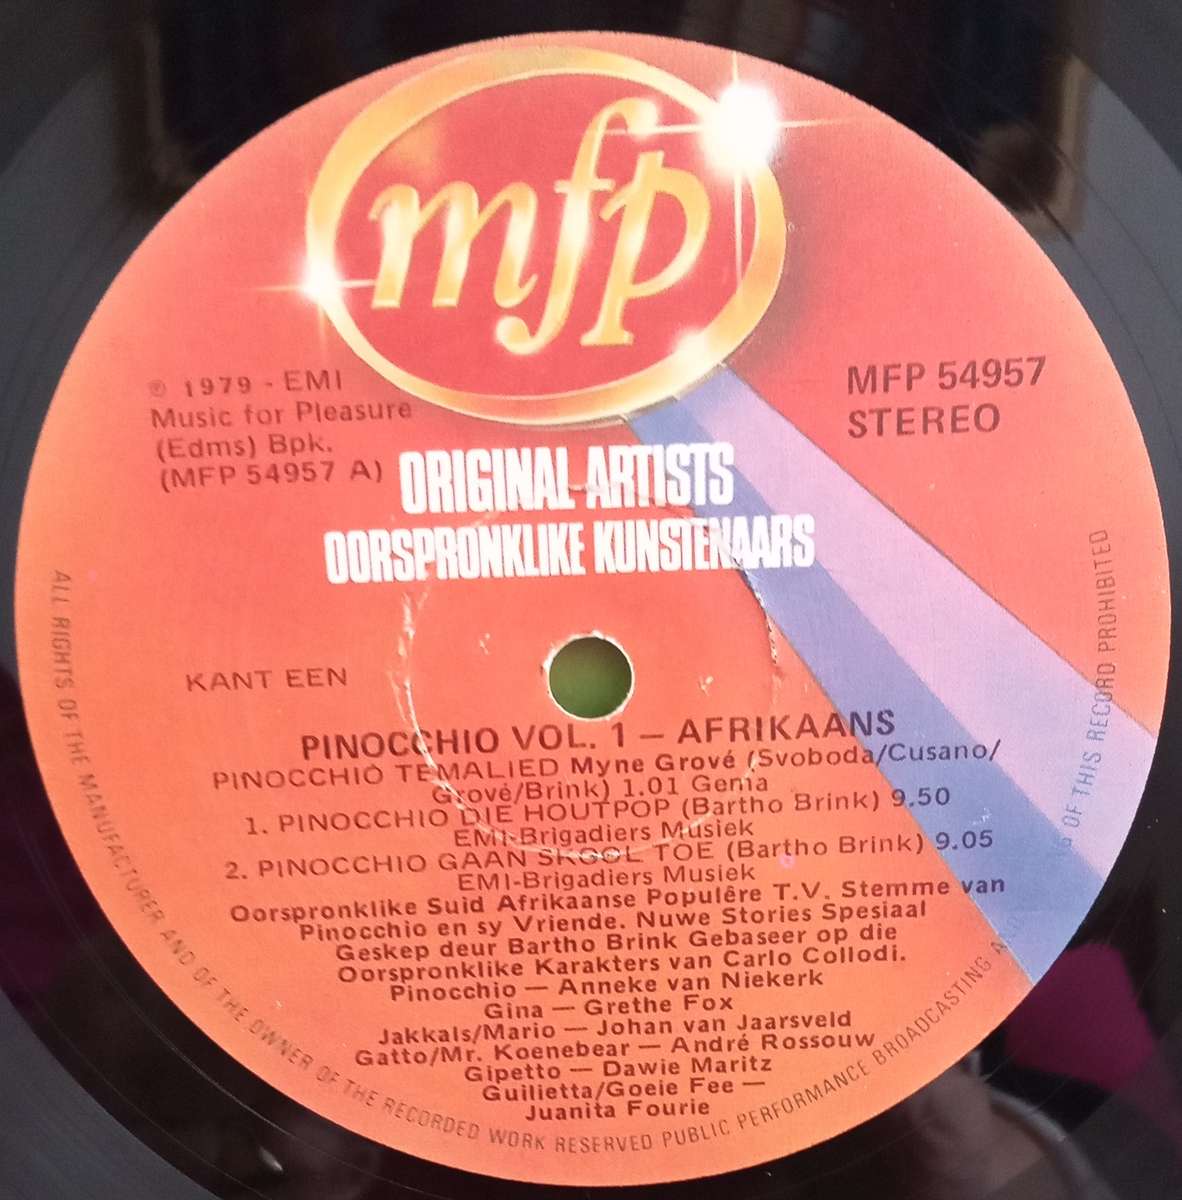 mfp
℗ 1979 - EMI
Music for Pleasure
(Edms) Bpk.
(MFP 54957 A)
MFP 54957
STEREO
ORIGINAL ARTISTS
OORSPRONKLIKE KUNSTENAARS
KANT EEN
PINOCCHIO VOL. 1 — AFRIKAANS
PINOCCHIO TEMALIED Myne Grové (Svoboda/Cusano/
Grové/Brink) 1.01 Gema
1. PINOCCHIO DIE HOUTPOP (Bartho Brink) 9.50
EMI-Brigadiers Musiek
2. PINOCCHIO GAAN SKOOL TOE (Bartho Brink) 9.05
EMI-Brigadiers Musiek
Oorspronklike Suid Afrikaanse Populêre T.V. Stemme van
Pinocchio en sy Vriende. Nuwe Stories Spesiaal
Geskep deur Bartho Brink Gebaseer op die
Oorspronklike Karakters van Carlo Collodi.
Pinocchio — Anneke van Niekerk
Gina — Grethe Fox
Jakkals/Mario — Johan van Jaarsveld
Gatto/Mr. Koenebear — André Rossouw
Gipetto — Dawie Maritz
Guilietta/Goeie Fee —
Juanita Fourie
ALL RIGHTS OF THE MANUFACTURER AND OF THE OWNER OF THE RECORDED WORK RESERVED PUBLIC PERFORMANCE BROADCASTING OF THIS RECORD PROHIBITED